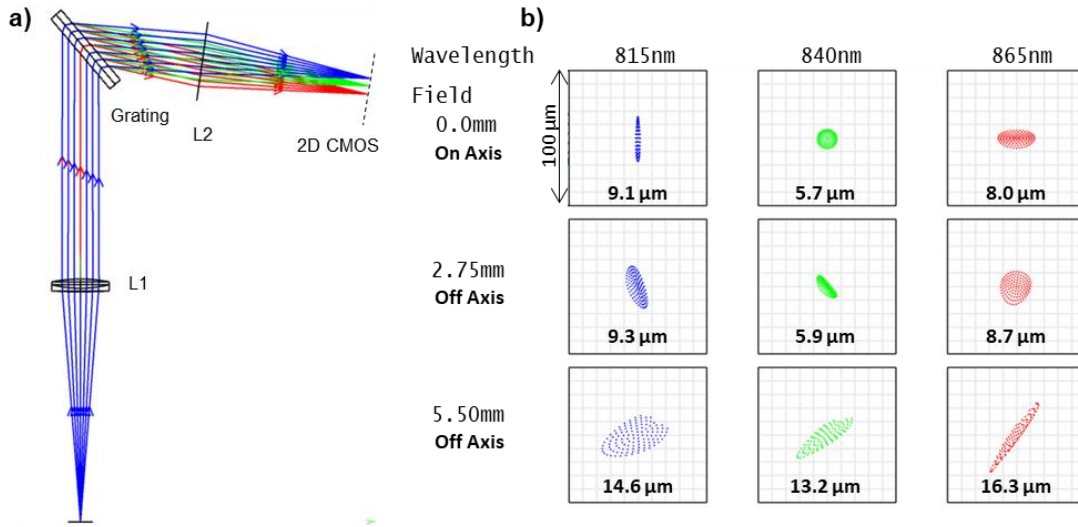 a)
Grating
L2
2D CMOS
L1
Y
b)
Wavelength 815nm 840nm 865nm
Field
0.0mm
On Axis
100 µm
9.1 µm 5.7 µm 8.0 µm
2.75mm
Off Axis
9.3 µm 5.9 µm 8.7 µm
5.50mm
Off Axis
14.6 µm 13.2 µm 16.3 µm